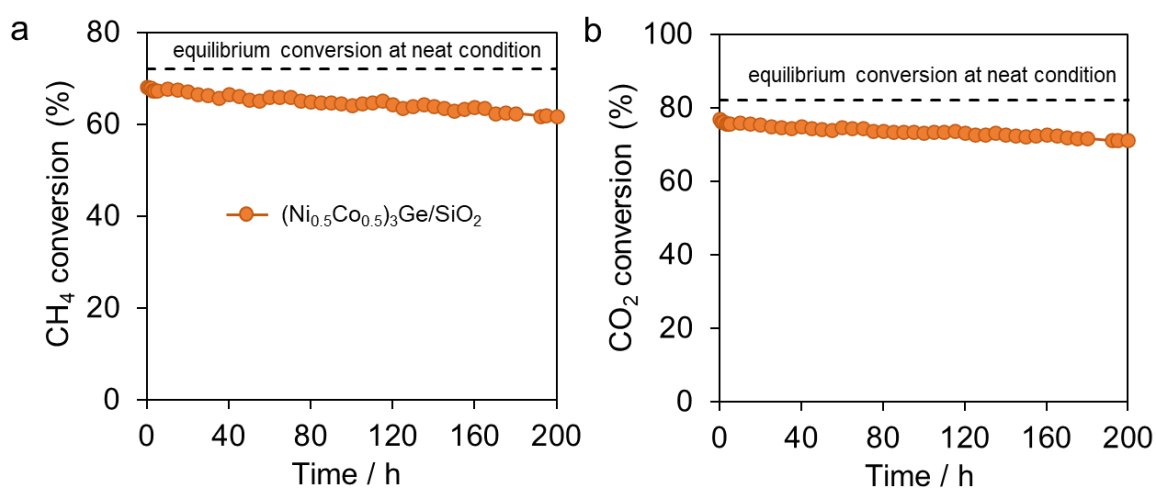 a
80
60
40
20
0
CH₄ conversion (%)
equilibrium conversion at neat condition
(Ni₀.₅Co₀.₅)₃Ge/SiO₂
0 40 80 120 160 200
Time / h
b
100
80
60
40
20
0
CO₂ conversion (%)
equilibrium conversion at neat condition
0 40 80 120 160 200
Time / h